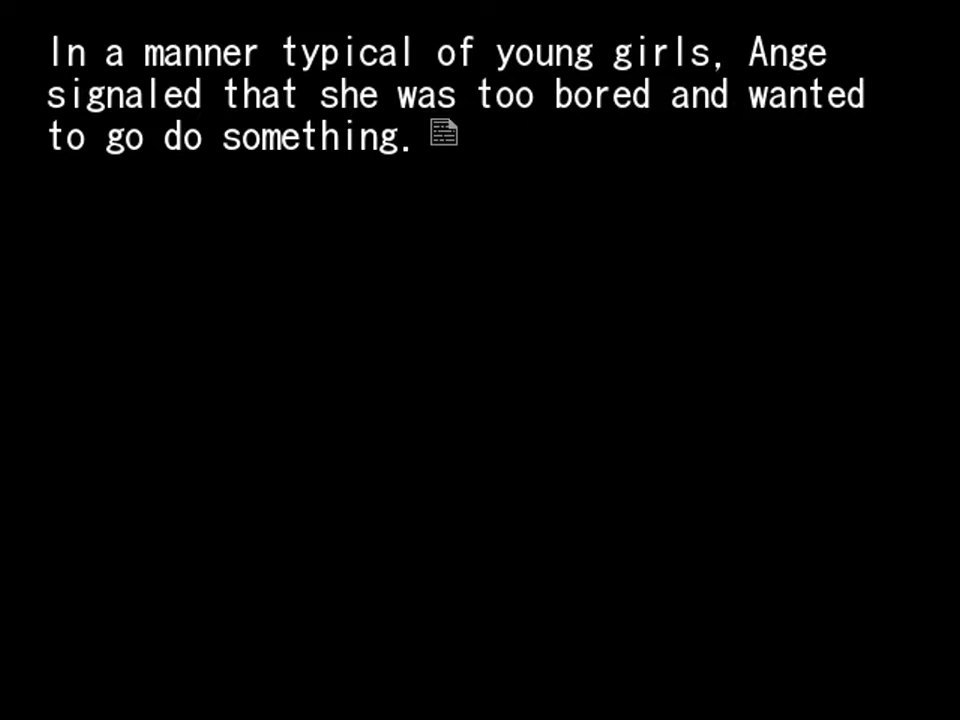 In a manner typical of young girls, Ange
signaled that she was too bored and wanted
to go do something.